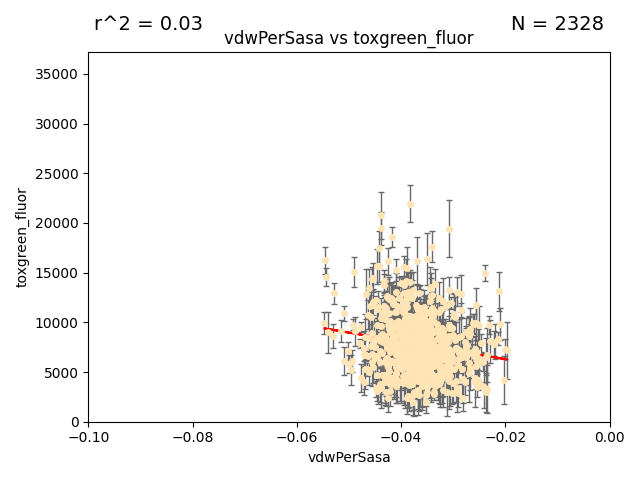 r^2 = 0.03
N = 2328
vdwPerSasa vs toxgreen_fluor
35000
30000
25000
20000
15000
10000
5000
0
toxgreen_fluor
−0.10
−0.08
−0.06
−0.04
−0.02
0.00
vdwPerSasa